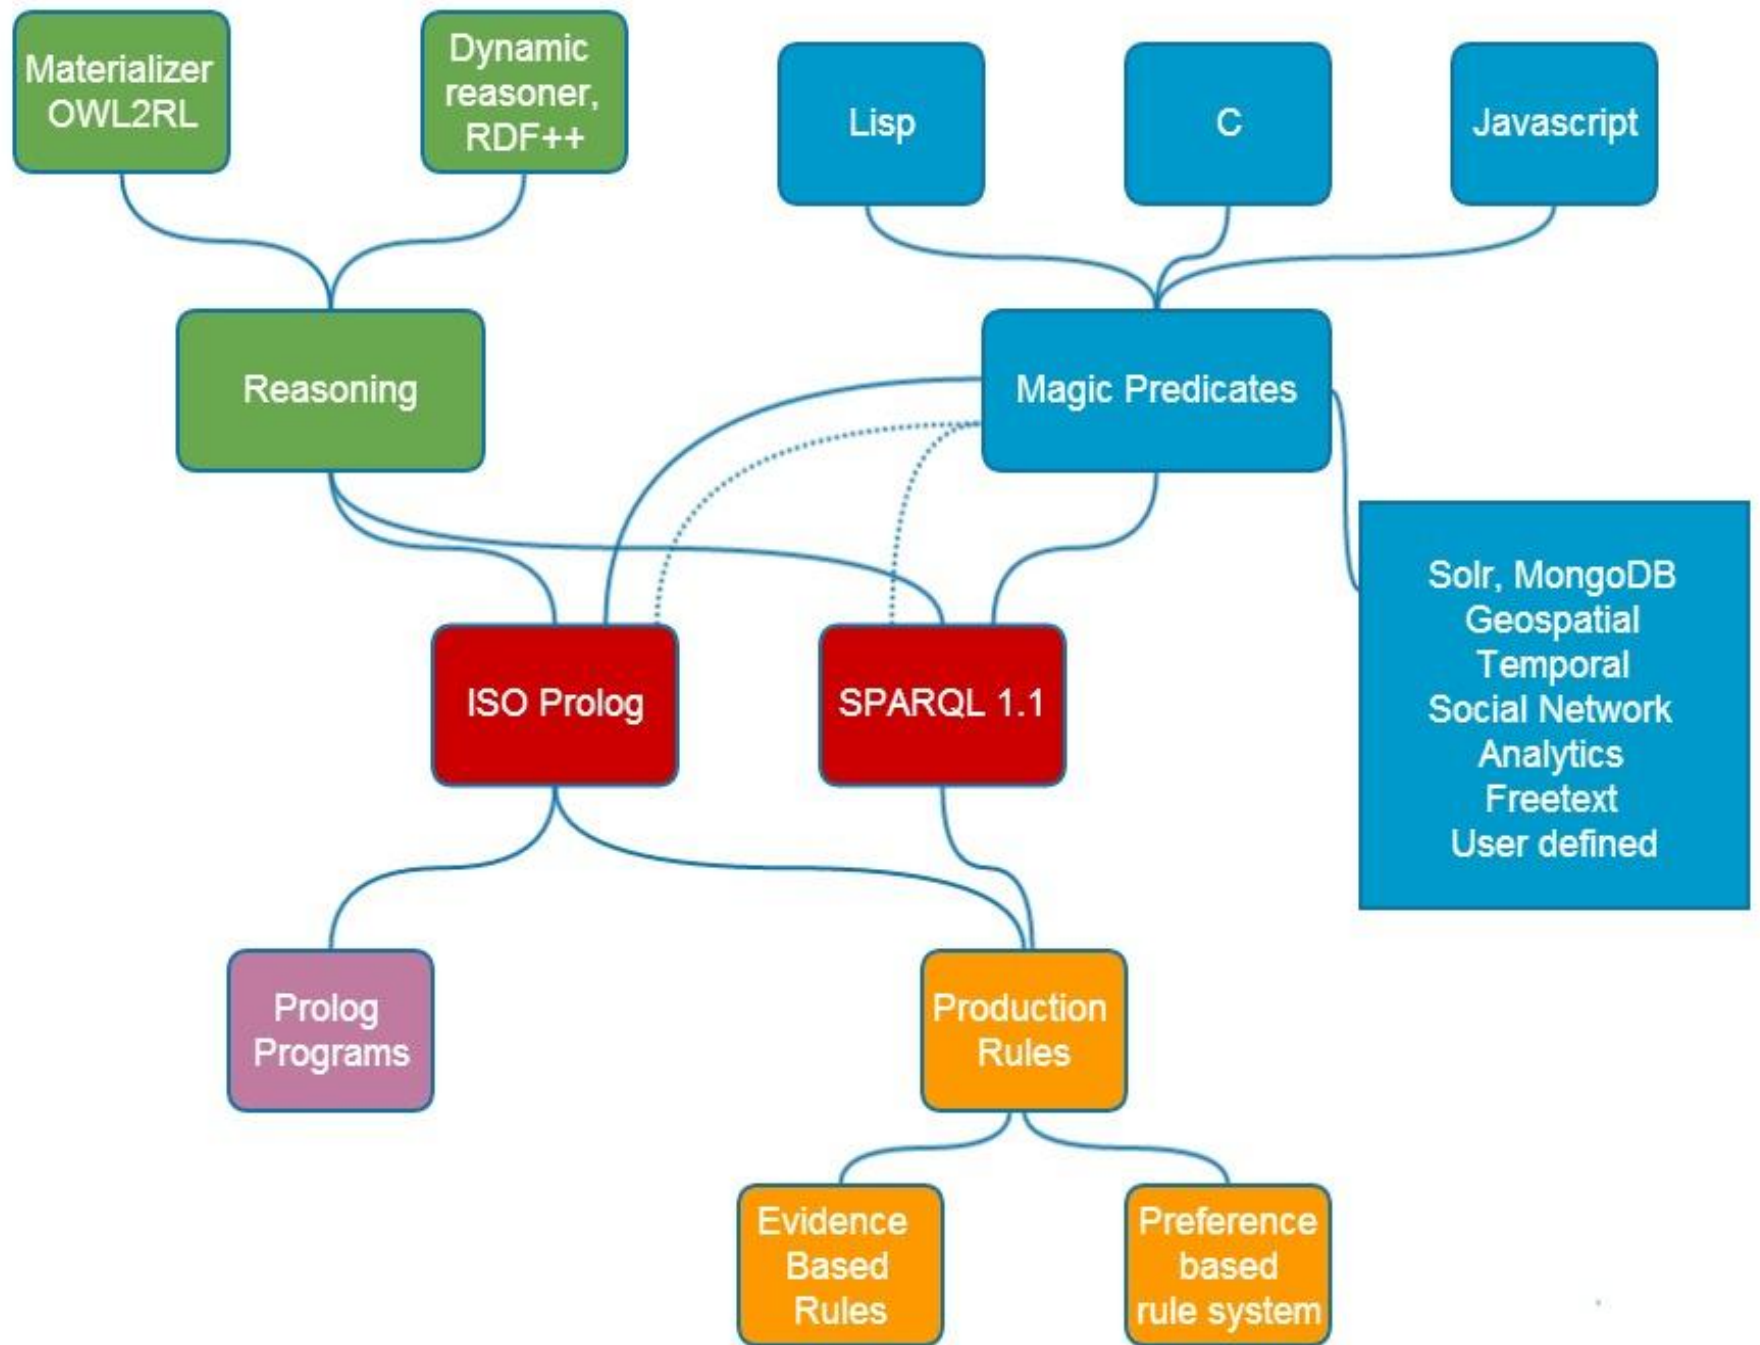 Materializer
OWL2RL
Dynamic
reasoner,
RDF++
Lisp
C
Javascript
Reasoning
Magic Predicates
Solr, MongoDB
Geospatial
Temporal
Social Network
Analytics
Freetext
User defined
ISO Prolog
SPARQL 1.1
Prolog
Programs
Production
Rules
Evidence
Based
Rules
Preference
based
rule system